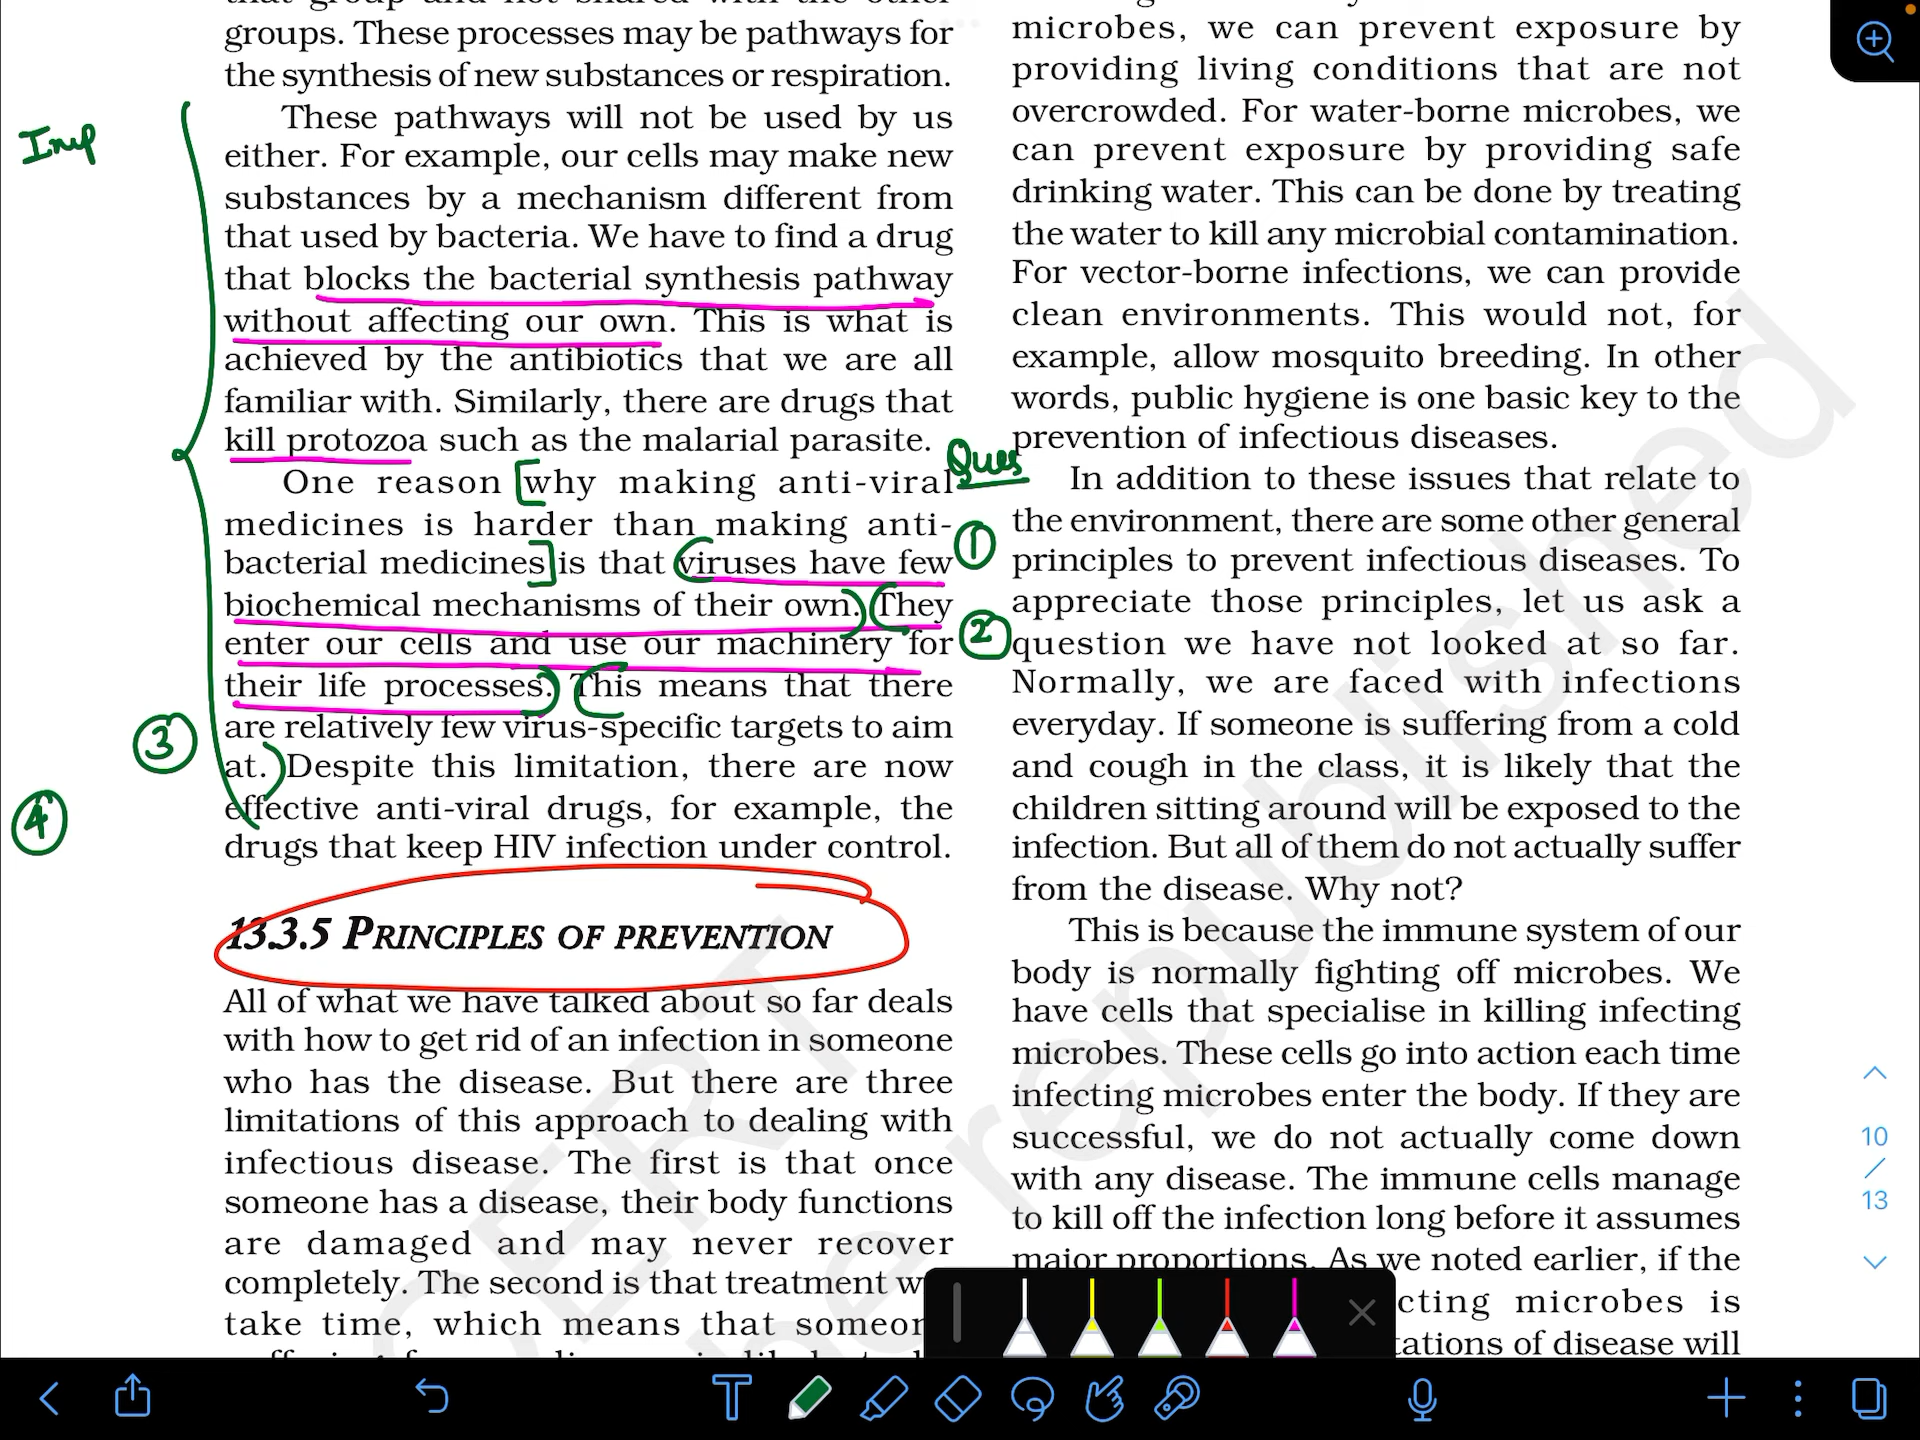 that group and not shared with the other
groups. These processes may be pathways for
the synthesis of new substances or respiration.
Imp
These pathways will not be used by us
either. For example, our cells may make new
substances by a mechanism different from
that used by bacteria. We have to find a drug
that blocks the bacterial synthesis pathway
without affecting our own. This is what is
achieved by the antibiotics that we are all
familiar with. Similarly, there are drugs that
kill protozoa such as the malarial parasite.
One reason [why making anti-viral
medicines is harder than making anti-
bacterial medicines] is that (viruses have few
biochemical mechanisms of their own.) (They
enter our cells and use our machinery for
their life processes.) (This means that there
are relatively few virus-specific targets to aim
at.) Despite this limitation, there are now
effective anti-viral drugs, for example, the
drugs that keep HIV infection under control.
Ques
1
2
3
4
13.3.5 PRINCIPLES OF PREVENTION
All of what we have talked about so far deals
with how to get rid of an infection in someone
who has the disease. But there are three
limitations of this approach to dealing with
infectious disease. The first is that once
someone has a disease, their body functions
are damaged and may never recover
completely. The second is that treatment w
take time, which means that someon
microbes, we can prevent exposure by
providing living conditions that are not
overcrowded. For water-borne microbes, we
can prevent exposure by providing safe
drinking water. This can be done by treating
the water to kill any microbial contamination.
For vector-borne infections, we can provide
clean environments. This would not, for
example, allow mosquito breeding. In other
words, public hygiene is one basic key to the
prevention of infectious diseases.
In addition to these issues that relate to
the environment, there are some other general
principles to prevent infectious diseases. To
appreciate those principles, let us ask a
question we have not looked at so far.
Normally, we are faced with infections
everyday. If someone is suffering from a cold
and cough in the class, it is likely that the
children sitting around will be exposed to the
infection. But all of them do not actually suffer
from the disease. Why not?
This is because the immune system of our
body is normally fighting off microbes. We
have cells that specialise in killing infecting
microbes. These cells go into action each time
infecting microbes enter the body. If they are
successful, we do not actually come down
with any disease. The immune cells manage
to kill off the infection long before it assumes
major proportions. As we noted earlier, if the
cting microbes is
tations of disease will
10
/
13
T
CERT
be republished